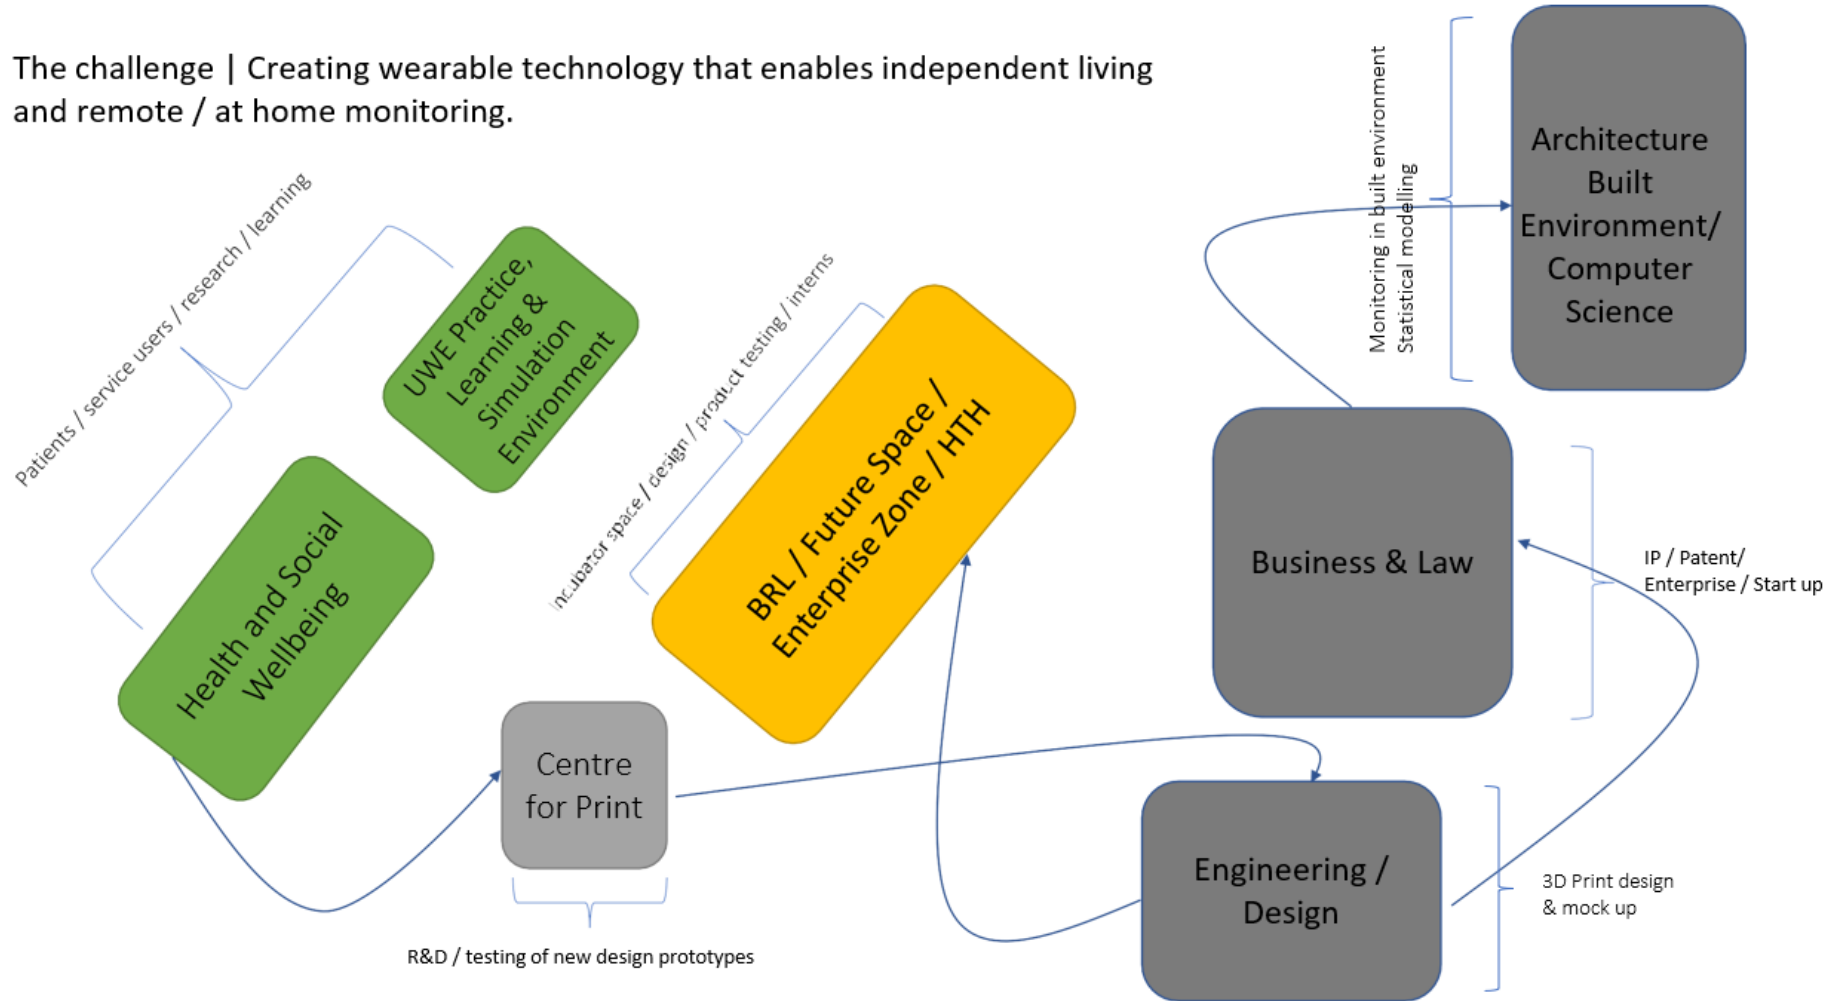 The challenge | Creating wearable technology that enables independent living
and remote / at home monitoring.
Patients / service users / research / learning
UWE Practice,
Learning &
Simulation
Environment
Health and Social
Wellbeing
Incubator space / design / product testing / interns
BRL / Future Space /
Enterprise Zone / HTH
Centre
for Print
R&D / testing of new design prototypes
Monitoring in built environment
Statistical modelling
Architecture
Built
Environment/
Computer
Science
Business & Law
IP / Patent/
Enterprise / Start up
Engineering /
Design
3D Print design
& mock up